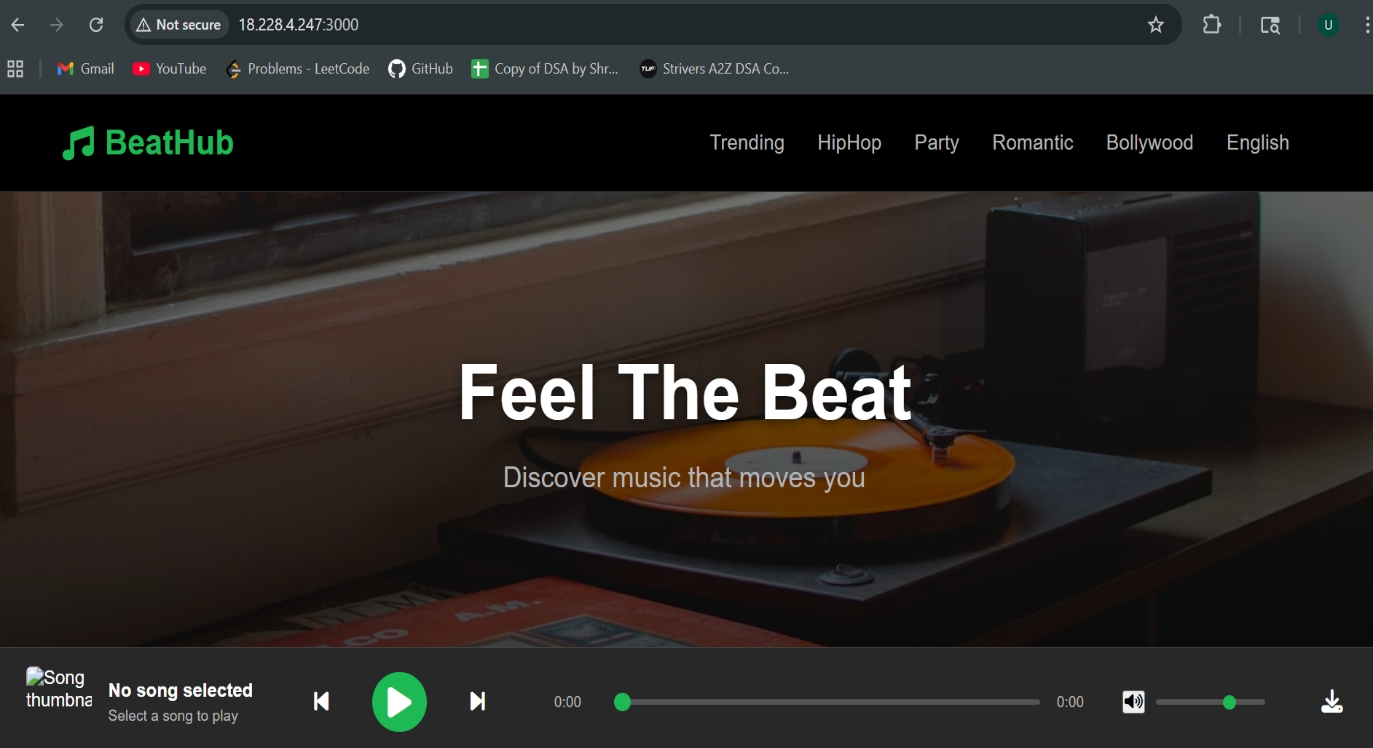 Not secure 18.228.4.247:3000
U
Gmail YouTube Problems - LeetCode GitHub Copy of DSA by Shr... TUF Strivers A2Z DSA Co...
BeatHub Trending HipHop Party Romantic Bollywood English
Feel The Beat
Discover music that moves you
CO A.M.
Song
thumbna
No song selected
Select a song to play
0:00 0:00